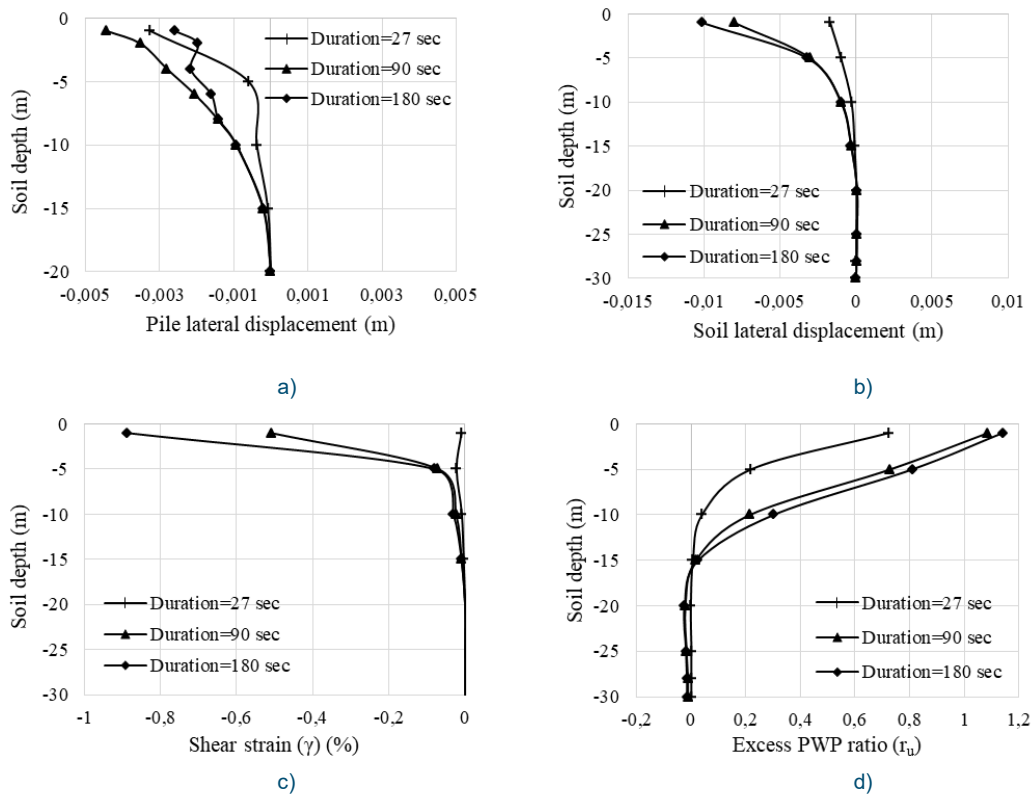 0
-5
-10
-15
-20
Soil depth (m)
-0,005 -0,003 -0,001 0,001 0,003 0,005
Pile lateral displacement (m)
Duration=27 sec
Duration=90 sec
Duration=180 sec
a)
0
-5
-10
-15
-20
-25
-30
Soil depth (m)
-0,015 -0,01 -0,005 0 0,005 0,01
Soil lateral displacement (m)
Duration=27 sec
Duration=90 sec
Duration=180 sec
b)
0
-5
-10
-15
-20
-25
-30
Soil depth (m)
-1 -0,8 -0,6 -0,4 -0,2 0
Shear strain (γ) (%)
Duration=27 sec
Duration=90 sec
Duration=180 sec
c)
0
-5
-10
-15
-20
-25
-30
Soil depth (m)
-0,2 0 0,2 0,4 0,6 0,8 1 1,2
Excess PWP ratio (ru)
Duration=27 sec
Duration=90 sec
Duration=180 sec
d)